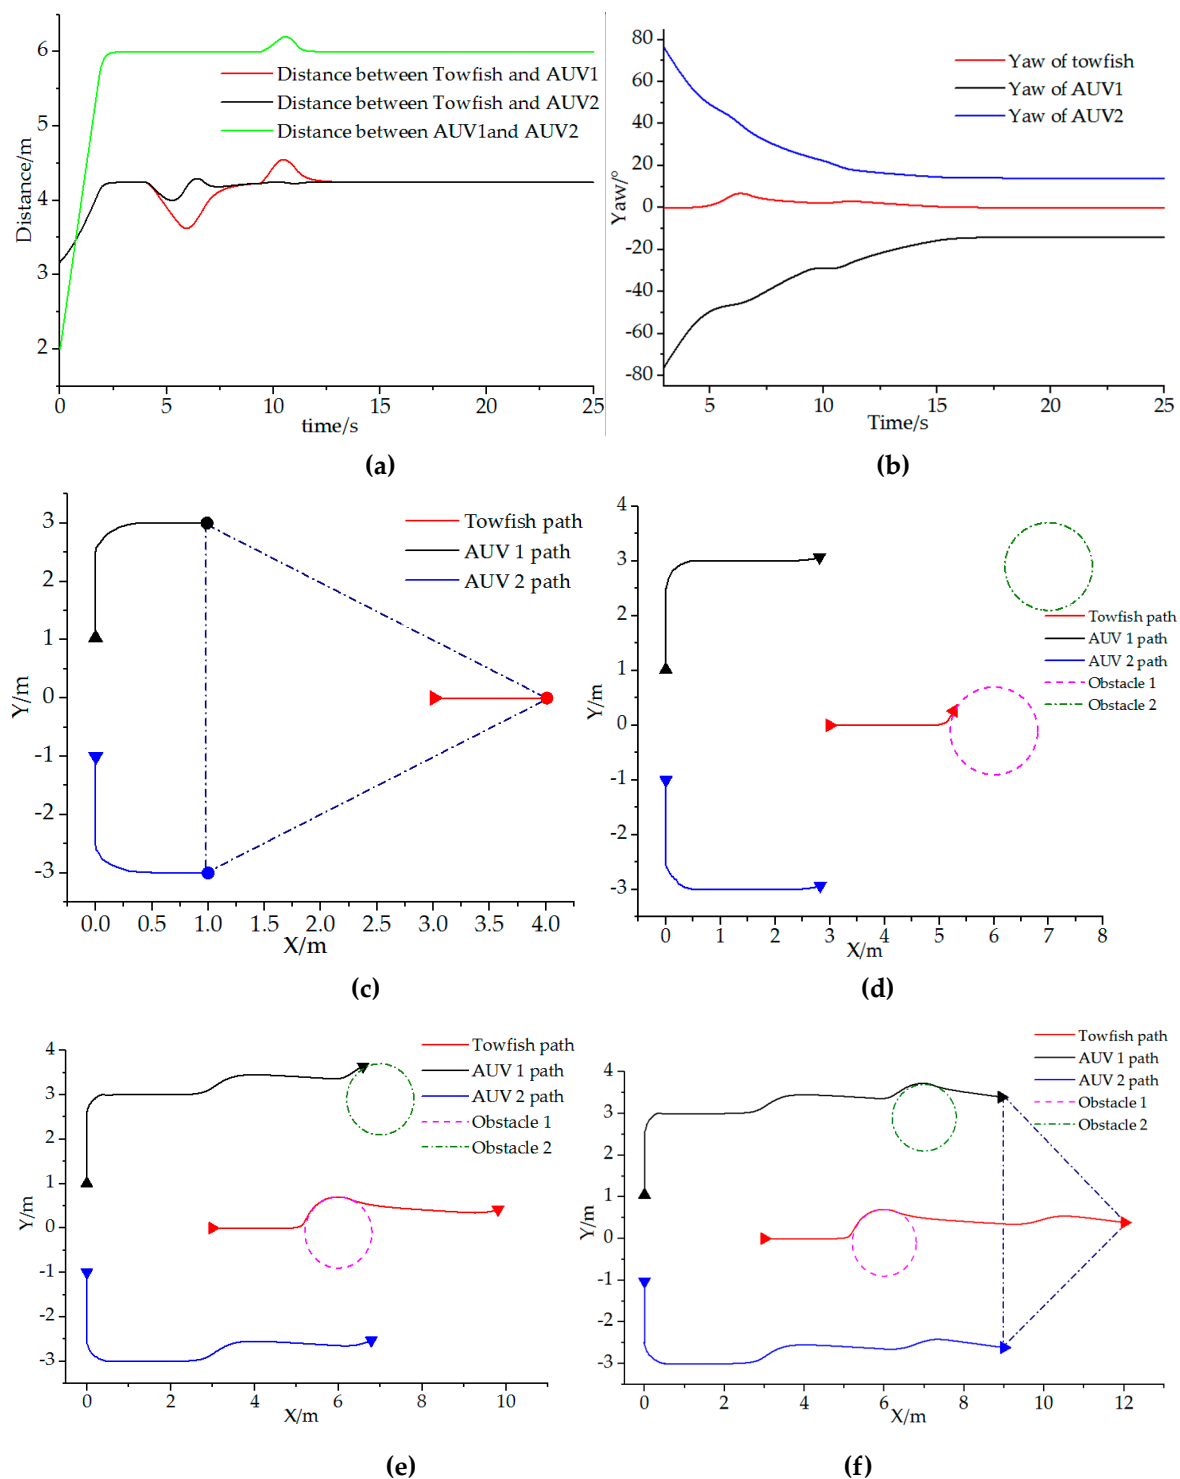 6
5
4
3
2
0
5
10
15
20
25
Distance/m
time/s
Distance between Towfish and AUV1
Distance between Towfish and AUV2
Distance between AUV1and AUV2
(a)
80
60
40
20
0
-20
-40
-60
-80
5
10
15
20
25
Yaw/°
Time/s
Yaw of towfish
Yaw of AUV1
Yaw of AUV2
(b)
3
2
1
0
-1
-2
-3
0.0
0.5
1.0
1.5
2.0
2.5
3.0
3.5
4.0
Y/m
X/m
Towfish path
AUV 1 path
AUV 2 path
(c)
4
3
2
1
0
-1
-2
-3
0
1
2
3
4
5
6
7
8
Y/m
X/m
Towfish path
AUV 1 path
AUV 2 path
Obstacle 1
Obstacle 2
(d)
4
3
2
1
0
-1
-2
-3
0
2
4
6
8
10
Y/m
X/m
Towfish path
AUV 1 path
AUV 2 path
Obstacle 1
Obstacle 2
(e)
4
3
2
1
0
-1
-2
-3
0
2
4
6
8
10
12
Y/m
X/m
Towfish path
AUV 1 path
AUV 2 path
Obstacle 1
Obstacle 2
(f)